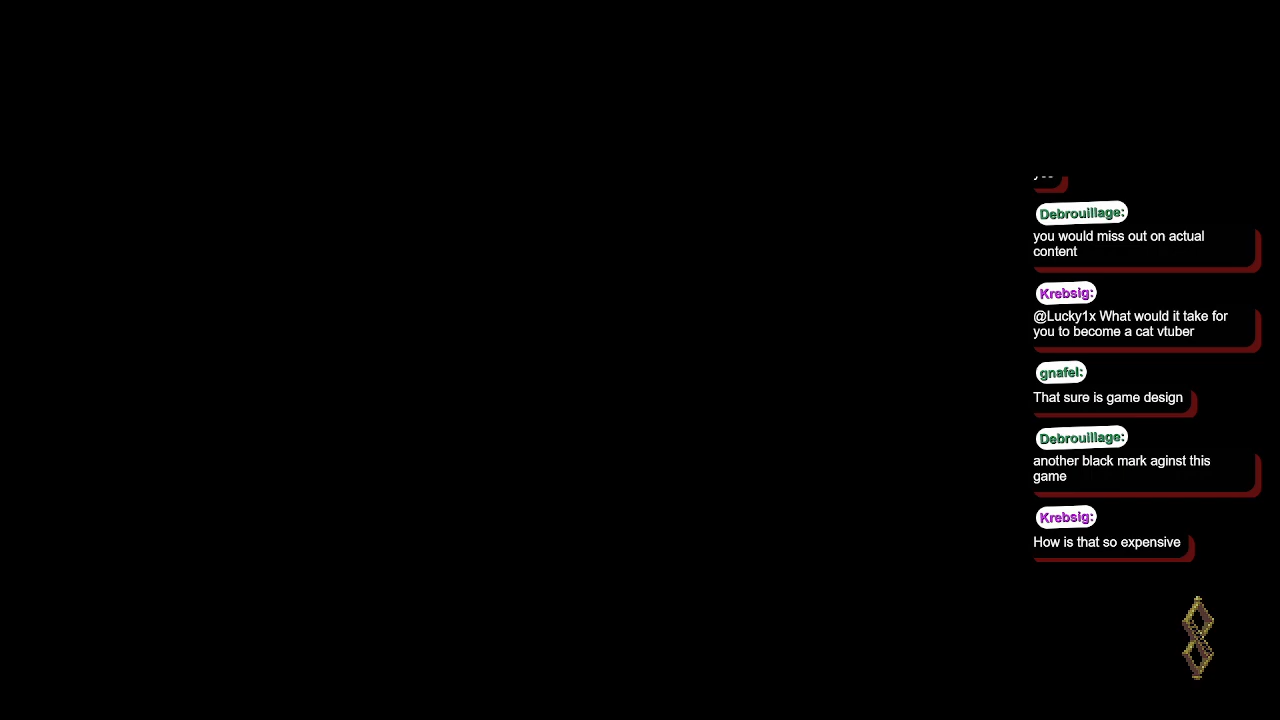 Debrouillage:
you would miss out on actual
content
Krebsig:
@Lucky1x What would it take for
you to become a cat vtuber
gnafel:
That sure is game design
Debrouillage:
another black mark aginst this
game
Krebsig:
How is that so expensive